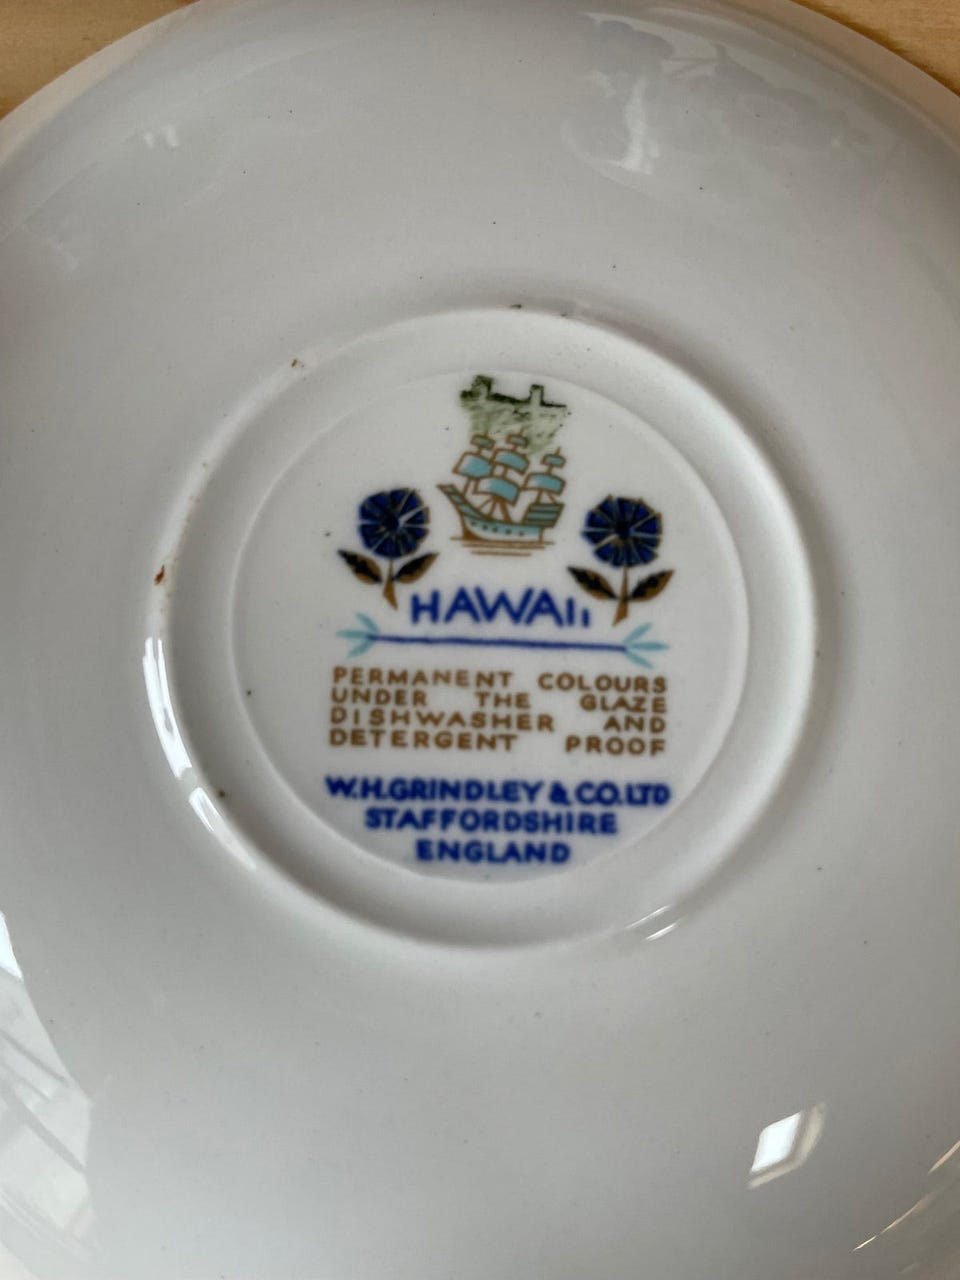 HAWAII
PERMANENT COLOURS
UNDER THE GLAZE
DISHWASHER AND
DETERGENT PROOF
W.H.GRINDLEY & CO.LTD
STAFFORDSHIRE
ENGLAND